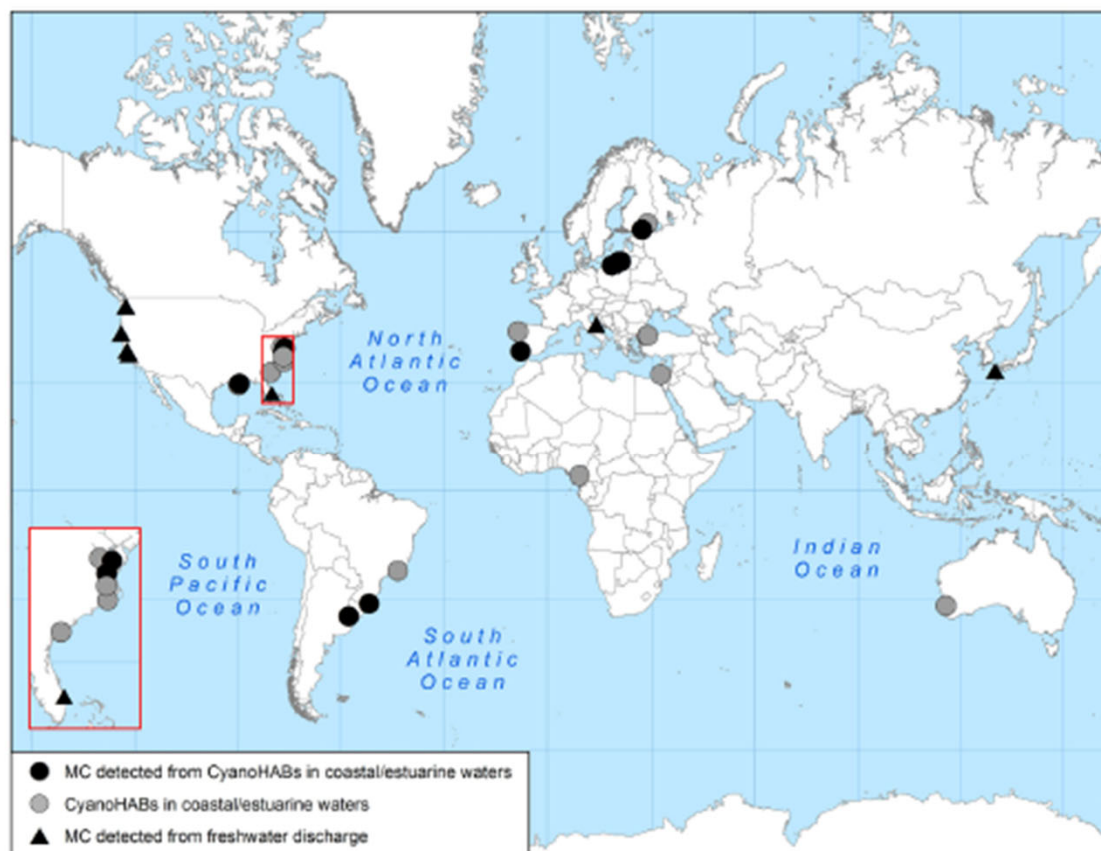 North
Atlantic
Ocean
South
Pacific
Ocean
Indian
Ocean
South
Atlantic
Ocean
MC detected from CyanoHABs in coastal/estuarine waters
CyanoHABs in coastal/estuarine waters
MC detected from freshwater discharge